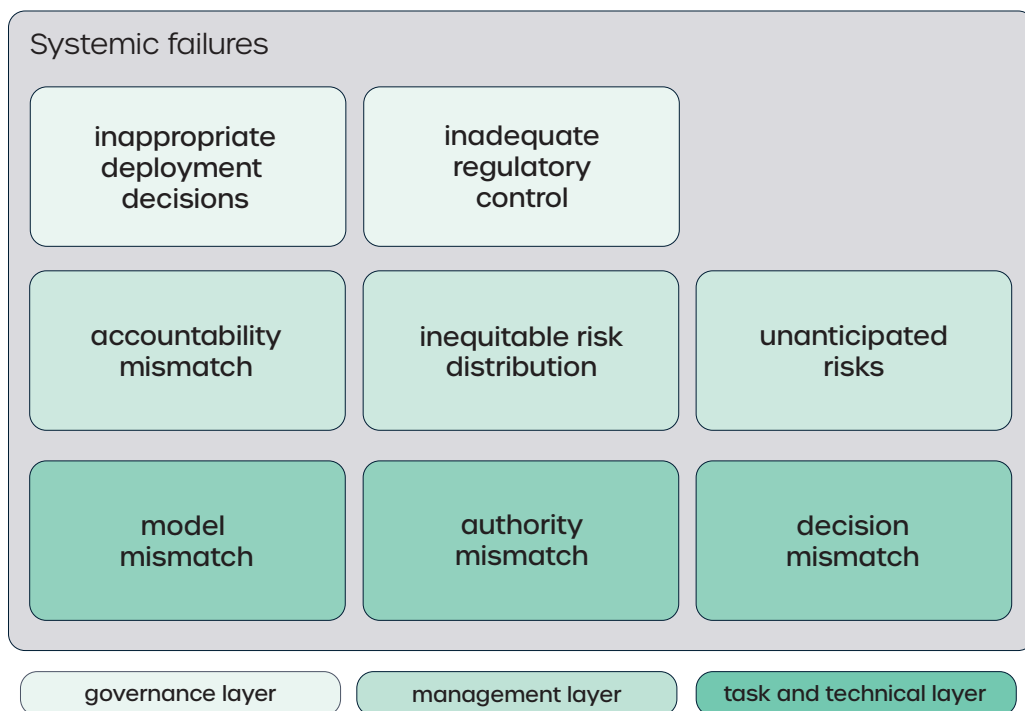 Systemic failures
inappropriate
deployment
decisions
inadequate
regulatory
control
accountability
mismatch
inequitable risk
distribution
unanticipated
risks
model
mismatch
authority
mismatch
decision
mismatch
governance layer
management layer
task and technical layer